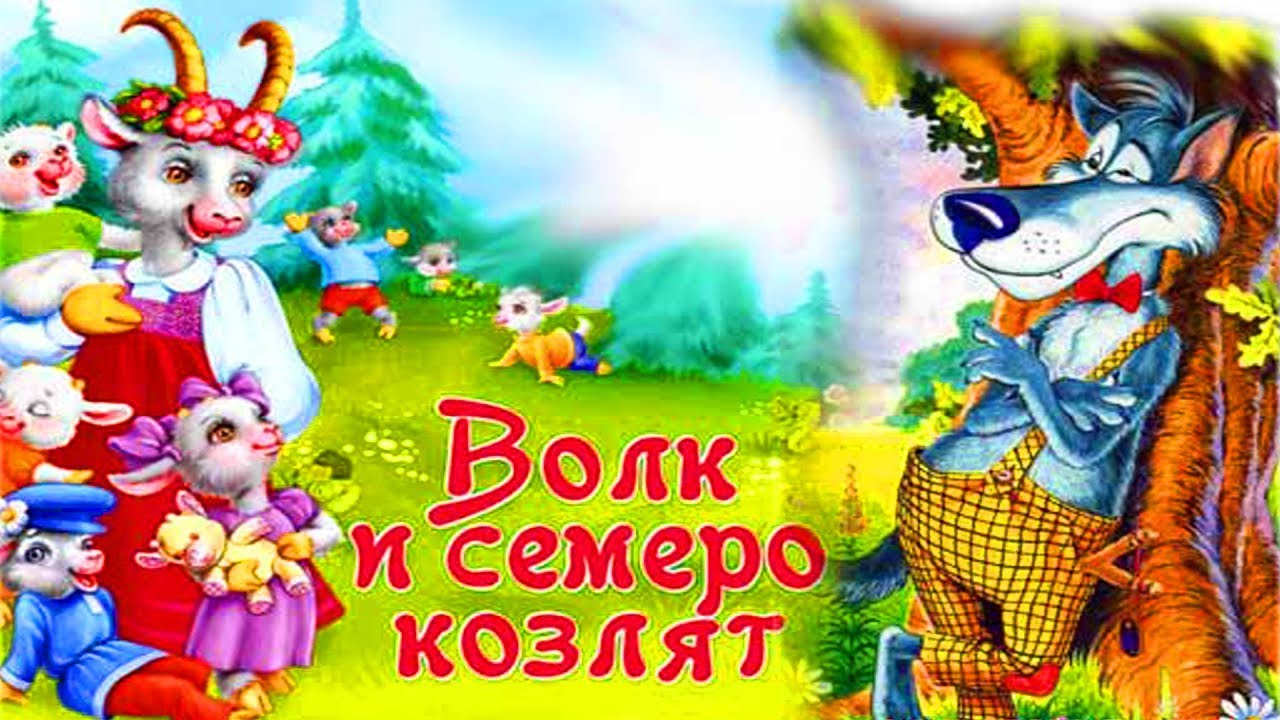 Волк
и семеро
козлят